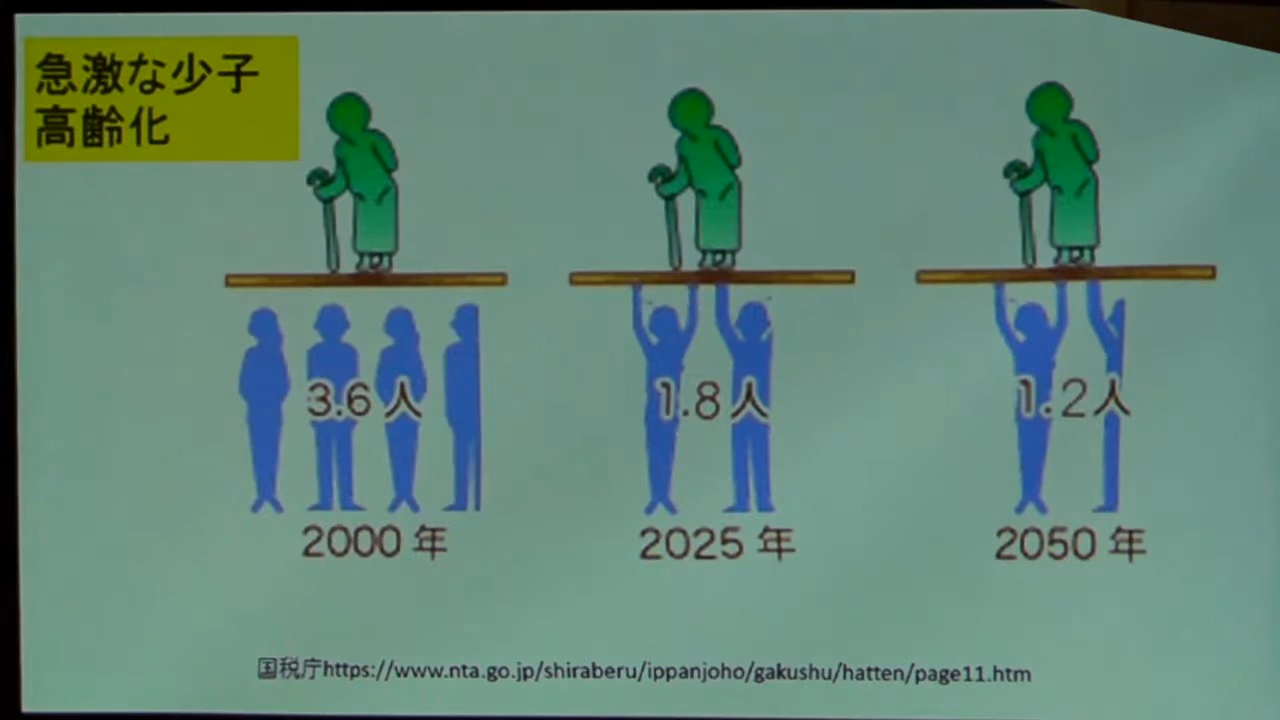 急激な少子
高齢化
3.6人
1.8人
1.2人
2000年
2025年
2050年
国税庁https://www.nta.go.jp/shiraberu/ippanjoho/gakushu/hatten/page11.htm